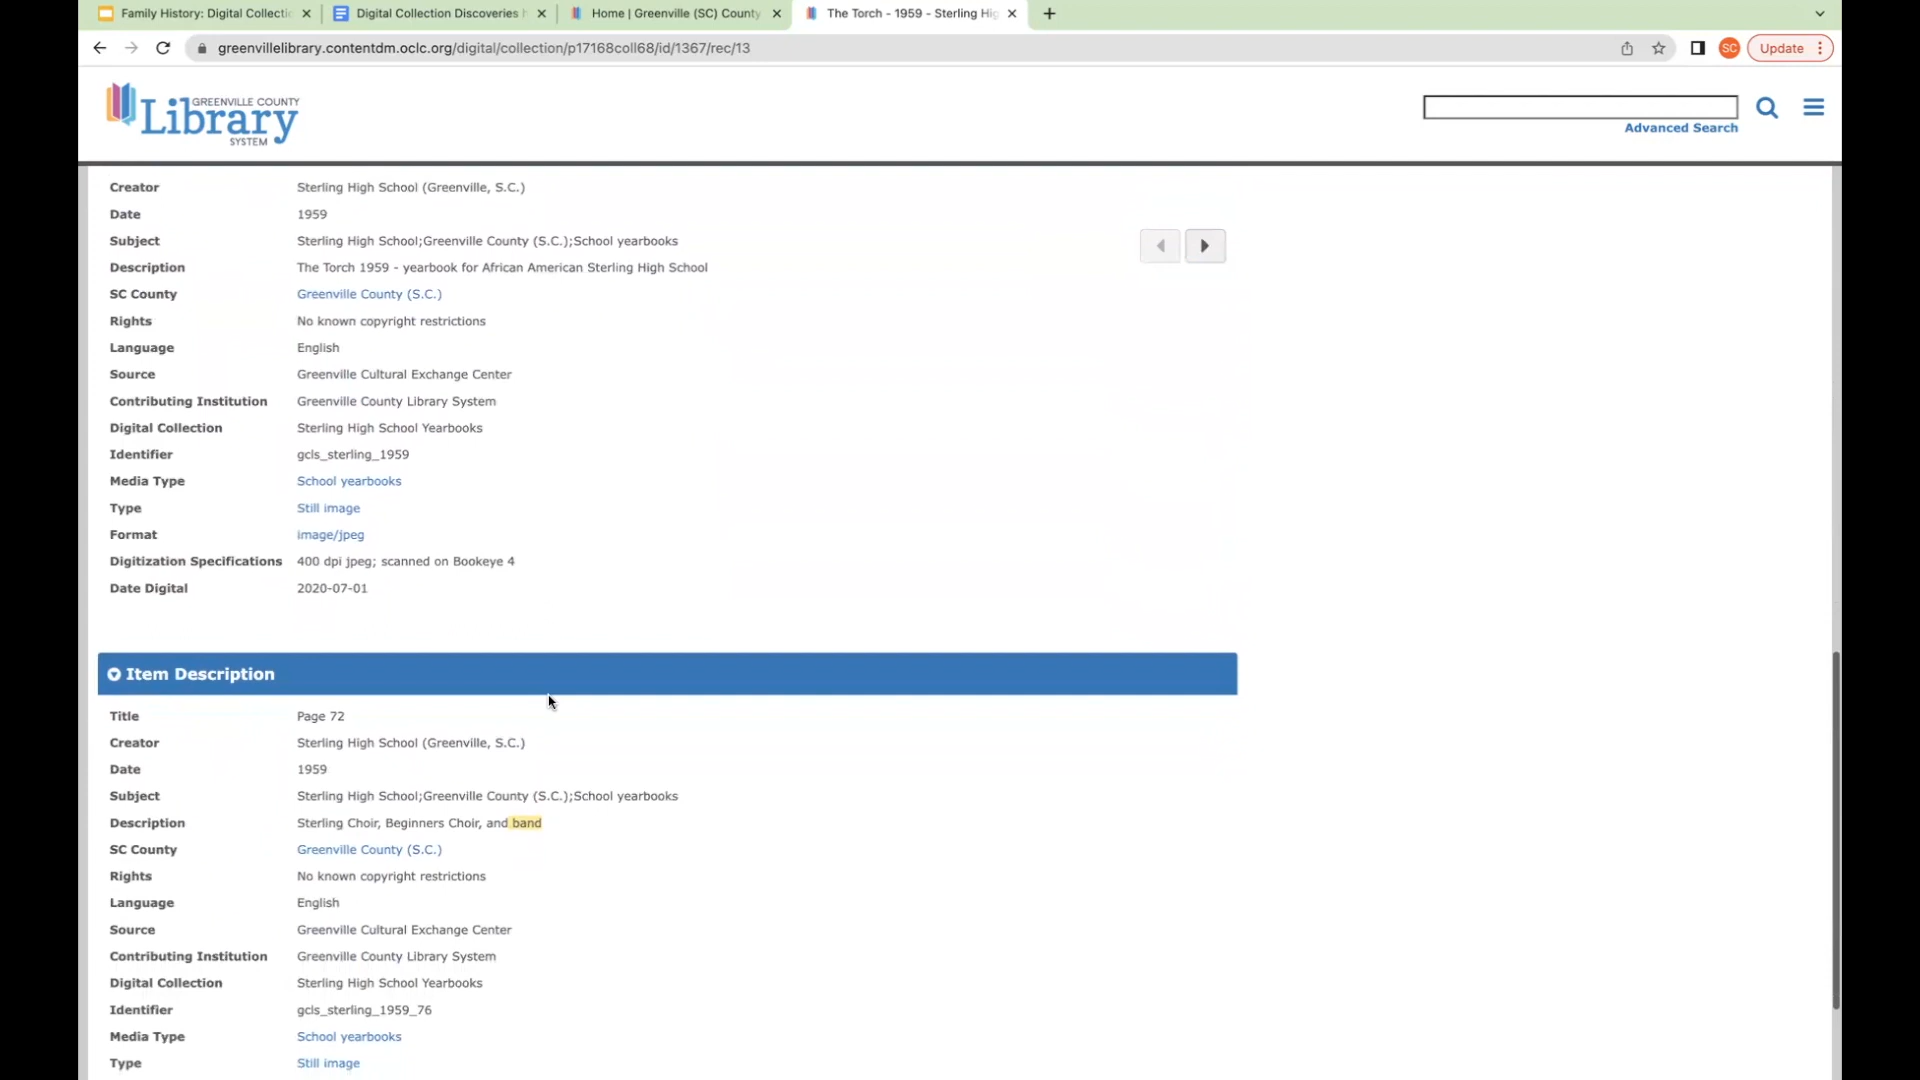 Family History: Digital Collecti
Digital Collection Discoveries h
Home | Greenville (SC) County
The Torch - 1959 - Sterling Hig
greenvillelibrary.contentdm.oclc.org/digital/collection/p17168coll68/id/1367/rec/13
SC
Update
GREENVILLE COUNTY
Library
SYSTEM
Advanced Search
Creator Sterling High School (Greenville, S.C.)
Date 1959
Subject Sterling High School;Greenville County (S.C.);School yearbooks
Description The Torch 1959 - yearbook for African American Sterling High School
SC County Greenville County (S.C.)
Rights No known copyright restrictions
Language English
Source Greenville Cultural Exchange Center
Contributing Institution Greenville County Library System
Digital Collection Sterling High School Yearbooks
Identifier gcls_sterling_1959
Media Type School yearbooks
Type Still image
Format image/jpeg
Digitization Specifications 400 dpi jpeg; scanned on Bookeye 4
Date Digital 2020-07-01
Item Description
Title Page 72
Creator Sterling High School (Greenville, S.C.)
Date 1959
Subject Sterling High School;Greenville County (S.C.);School yearbooks
Description Sterling Choir, Beginners Choir, and band
SC County Greenville County (S.C.)
Rights No known copyright restrictions
Language English
Source Greenville Cultural Exchange Center
Contributing Institution Greenville County Library System
Digital Collection Sterling High School Yearbooks
Identifier gcls_sterling_1959_76
Media Type School yearbooks
Type Still image